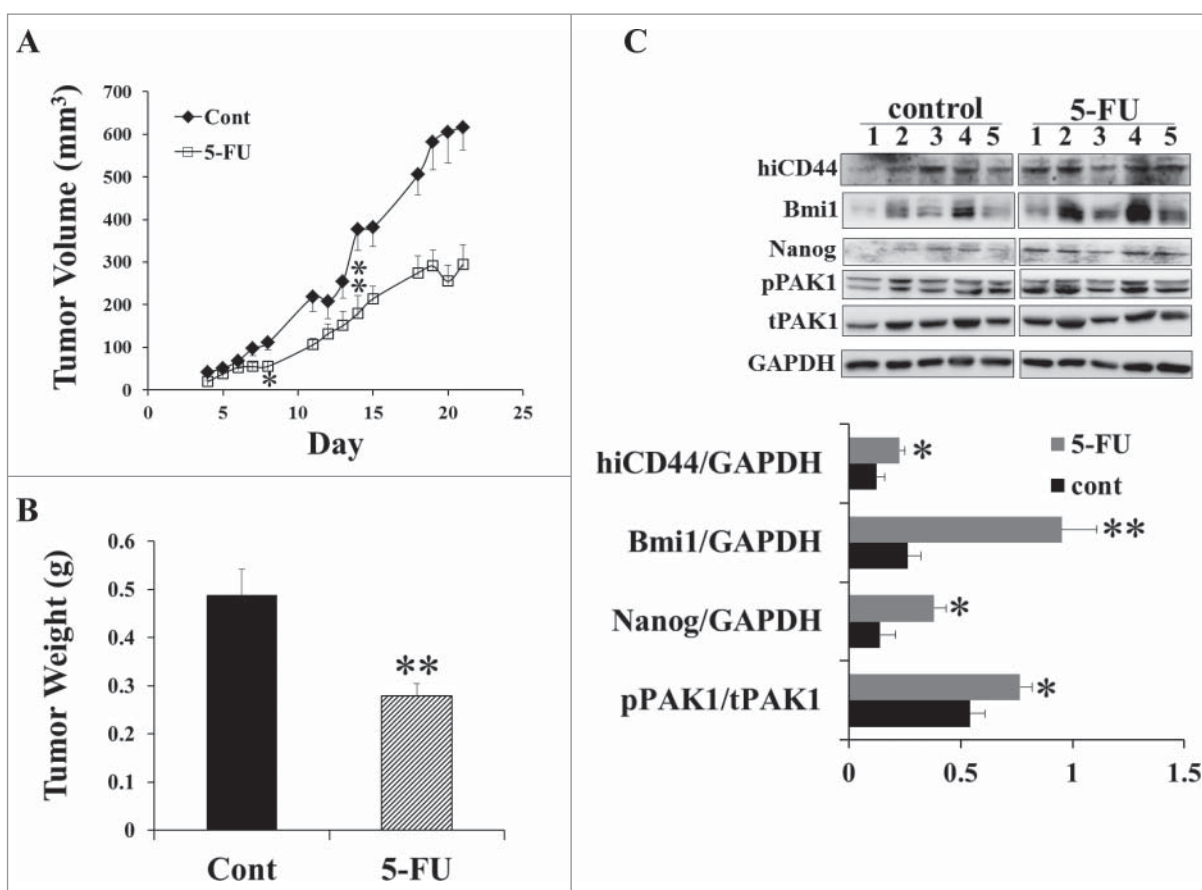 A
Tumor Volume (mm³)
700
600
500
400
300
200
100
0
Cont
5-FU
**
*
0 5 10 15 20 25
Day
B
Tumor Weight (g)
0.6
0.5
0.4
0.3
0.2
0.1
0
**
Cont 5-FU
C
control 5-FU
1 2 3 4 5 1 2 3 4 5
hiCD44
Bmi1
Nanog
pPAK1
tPAK1
GAPDH
5-FU
cont
hiCD44/GAPDH *
Bmi1/GAPDH **
Nanog/GAPDH *
pPAK1/tPAK1 *
0 0.5 1 1.5